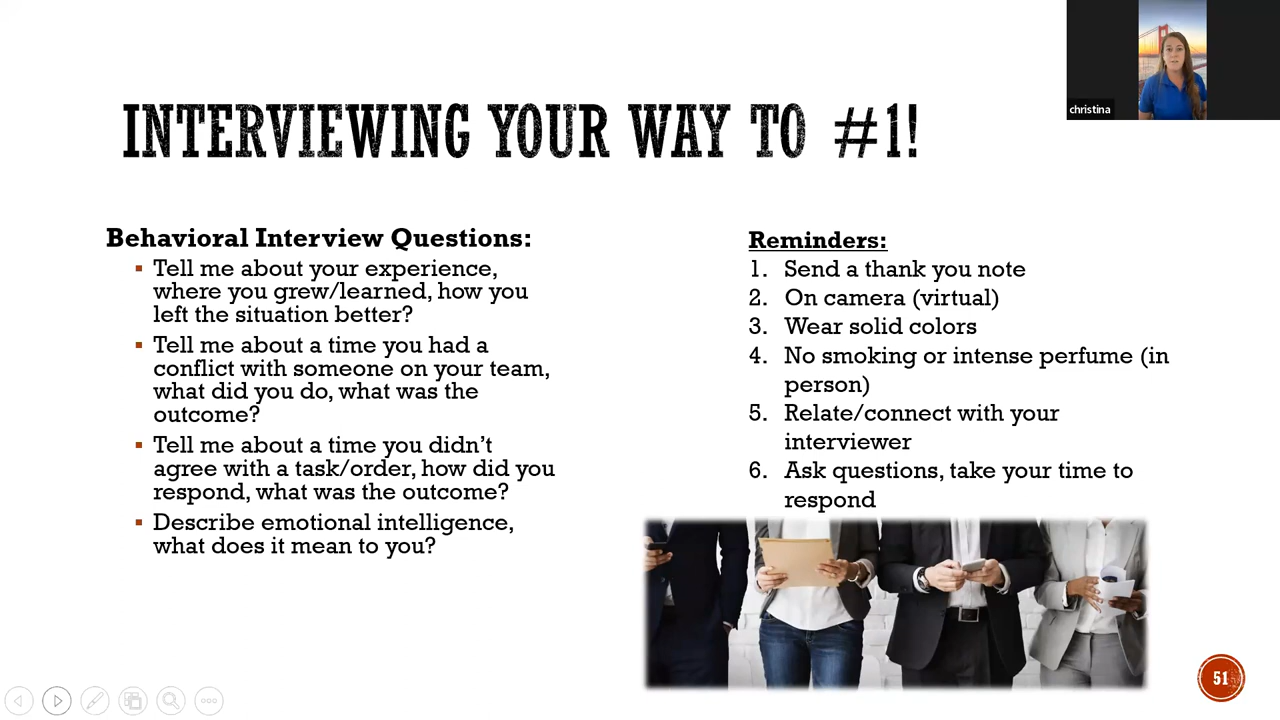 christina
INTERVIEWING YOUR WAY TO #1!
Behavioral Interview Questions:
▪ Tell me about your experience,
where you grew/learned, how you
left the situation better?
▪ Tell me about a time you had a
conflict with someone on your team,
what did you do, what was the
outcome?
▪ Tell me about a time you didn’t
agree with a task/order, how did you
respond, what was the outcome?
▪ Describe emotional intelligence,
what does it mean to you?
Reminders:
1. Send a thank you note
2. On camera (virtual)
3. Wear solid colors
4. No smoking or intense perfume (in
person)
5. Relate/connect with your
interviewer
6. Ask questions, take your time to
respond
51